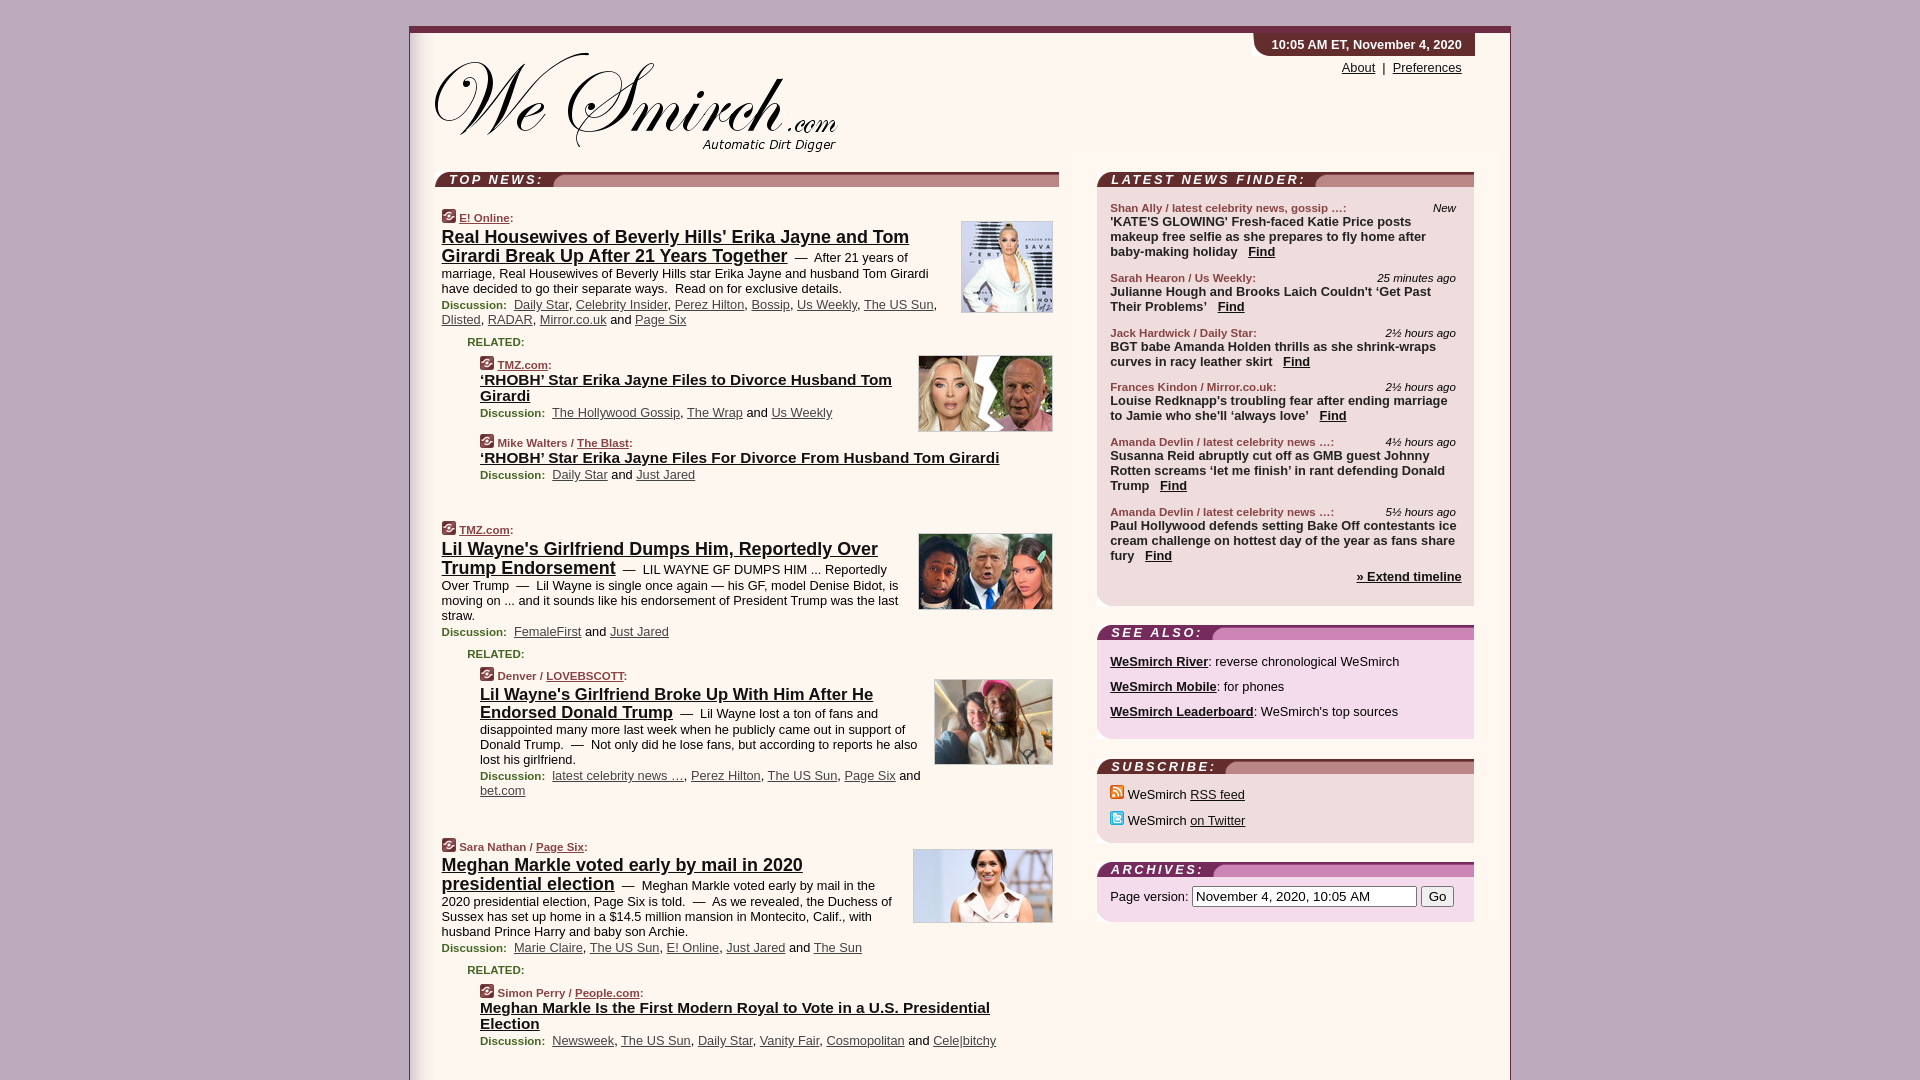 10:05 AM ET, November 4, 2020
About | Preferences
We Smirch .com
Automatic Dirt Digger
TOP NEWS:
E! Online:
Real Housewives of Beverly Hills' Erika Jayne and Tom
Girardi Break Up After 21 Years Together — After 21 years of
marriage, Real Housewives of Beverly Hills star Erika Jayne and husband Tom Girardi
have decided to go their separate ways. Read on for exclusive details.
Discussion: Daily Star, Celebrity Insider, Perez Hilton, Bossip, Us Weekly, The US Sun,
Dlisted, RADAR, Mirror.co.uk and Page Six
RELATED:
TMZ.com:
‘RHOBH’ Star Erika Jayne Files to Divorce Husband Tom
Girardi
Discussion: The Hollywood Gossip, The Wrap and Us Weekly
Mike Walters / The Blast:
‘RHOBH’ Star Erika Jayne Files For Divorce From Husband Tom Girardi
Discussion: Daily Star and Just Jared
TMZ.com:
Lil Wayne's Girlfriend Dumps Him, Reportedly Over
Trump Endorsement — LIL WAYNE GF DUMPS HIM ... Reportedly
Over Trump — Lil Wayne is single once again — his GF, model Denise Bidot, is
moving on ... and it sounds like his endorsement of President Trump was the last
straw.
Discussion: FemaleFirst and Just Jared
RELATED:
Denver / LOVEBSCOTT:
Lil Wayne's Girlfriend Broke Up With Him After He
Endorsed Donald Trump — Lil Wayne lost a ton of fans and
disappointed many more last week when he publicly came out in support of
Donald Trump. — Not only did he lose fans, but according to reports he also
lost his girlfriend.
Discussion: latest celebrity news …, Perez Hilton, The US Sun, Page Six and
bet.com
Sara Nathan / Page Six:
Meghan Markle voted early by mail in 2020
presidential election — Meghan Markle voted early by mail in the
2020 presidential election, Page Six is told. — As we revealed, the Duchess of
Sussex has set up home in a $14.5 million mansion in Montecito, Calif., with
husband Prince Harry and baby son Archie.
Discussion: Marie Claire, The US Sun, E! Online, Just Jared and The Sun
RELATED:
Simon Perry / People.com:
Meghan Markle Is the First Modern Royal to Vote in a U.S. Presidential
Election
Discussion: Newsweek, The US Sun, Daily Star, Vanity Fair, Cosmopolitan and Cele|bitchy
LATEST NEWS FINDER:
Shan Ally / latest celebrity news, gossip …: New
'KATE'S GLOWING' Fresh-faced Katie Price posts
makeup free selfie as she prepares to fly home after
baby-making holiday Find
Sarah Hearon / Us Weekly: 25 minutes ago
Julianne Hough and Brooks Laich Couldn't ‘Get Past
Their Problems’ Find
Jack Hardwick / Daily Star: 2½ hours ago
BGT babe Amanda Holden thrills as she shrink-wraps
curves in racy leather skirt Find
Frances Kindon / Mirror.co.uk: 2½ hours ago
Louise Redknapp's troubling fear after ending marriage
to Jamie who she'll ‘always love’ Find
Amanda Devlin / latest celebrity news …: 4½ hours ago
Susanna Reid abruptly cut off as GMB guest Johnny
Rotten screams ‘let me finish’ in rant defending Donald
Trump Find
Amanda Devlin / latest celebrity news …: 5½ hours ago
Paul Hollywood defends setting Bake Off contestants ice
cream challenge on hottest day of the year as fans share
fury Find
» Extend timeline
SEE ALSO:
WeSmirch River: reverse chronological WeSmirch
WeSmirch Mobile: for phones
WeSmirch Leaderboard: WeSmirch's top sources
SUBSCRIBE:
WeSmirch RSS feed
WeSmirch on Twitter
ARCHIVES:
Page version: November 4, 2020, 10:05 AM Go